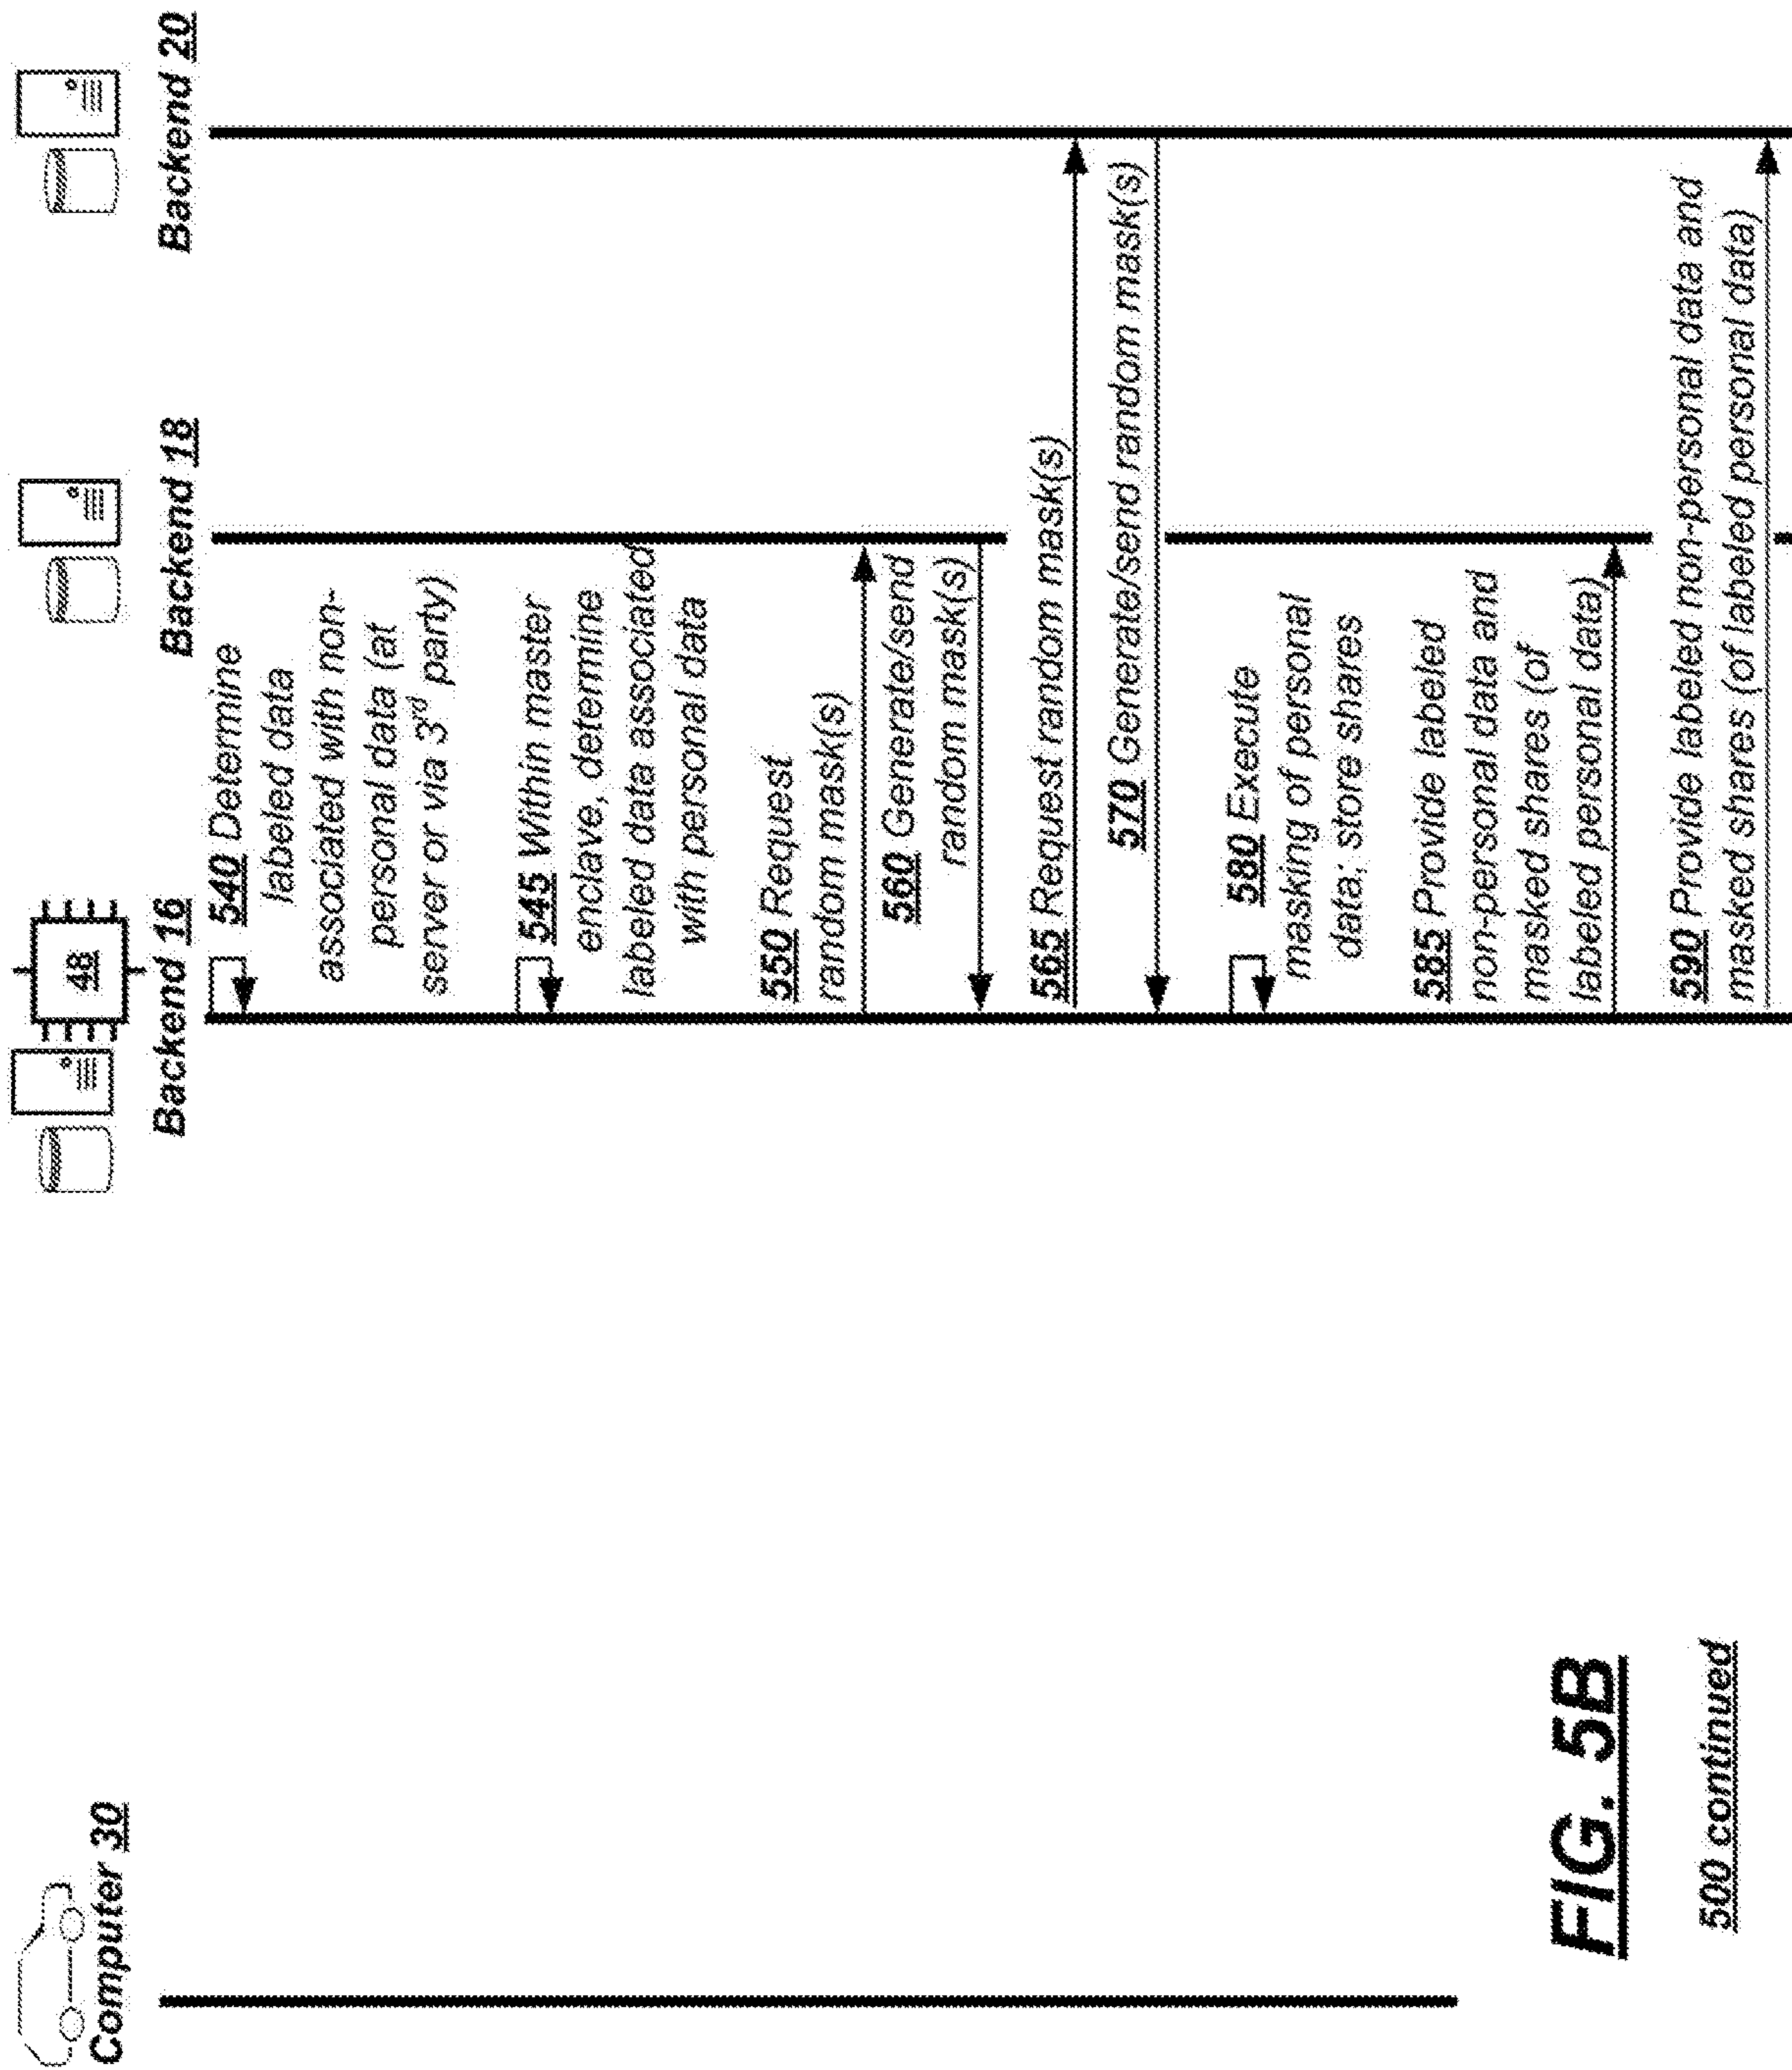 Computer 30
48
Backend 16
Backend 18
Backend 20
540 Determine
labeled data
associated with non-
personal data (at
server or via 3rd party)
545 Within master
enclave, determine
labeled data associated
with personal data
550 Request
random mask(s)
560 Generate/send
random mask(s)
565 Request random mask(s)
570 Generate/send random mask(s)
580 Execute
masking of personal
data; store shares
585 Provide labeled
non-personal data and
masked shares (of
labeled personal data)
590 Provide labeled non-personal data and
masked shares (of labeled personal data)
FIG. 5B
500 continued